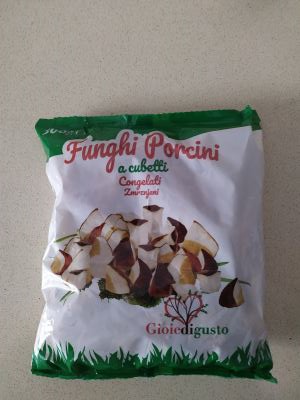 Funghi Porcini
a cubetti
Congelati
Zmrznjeni
Gioiedigusto